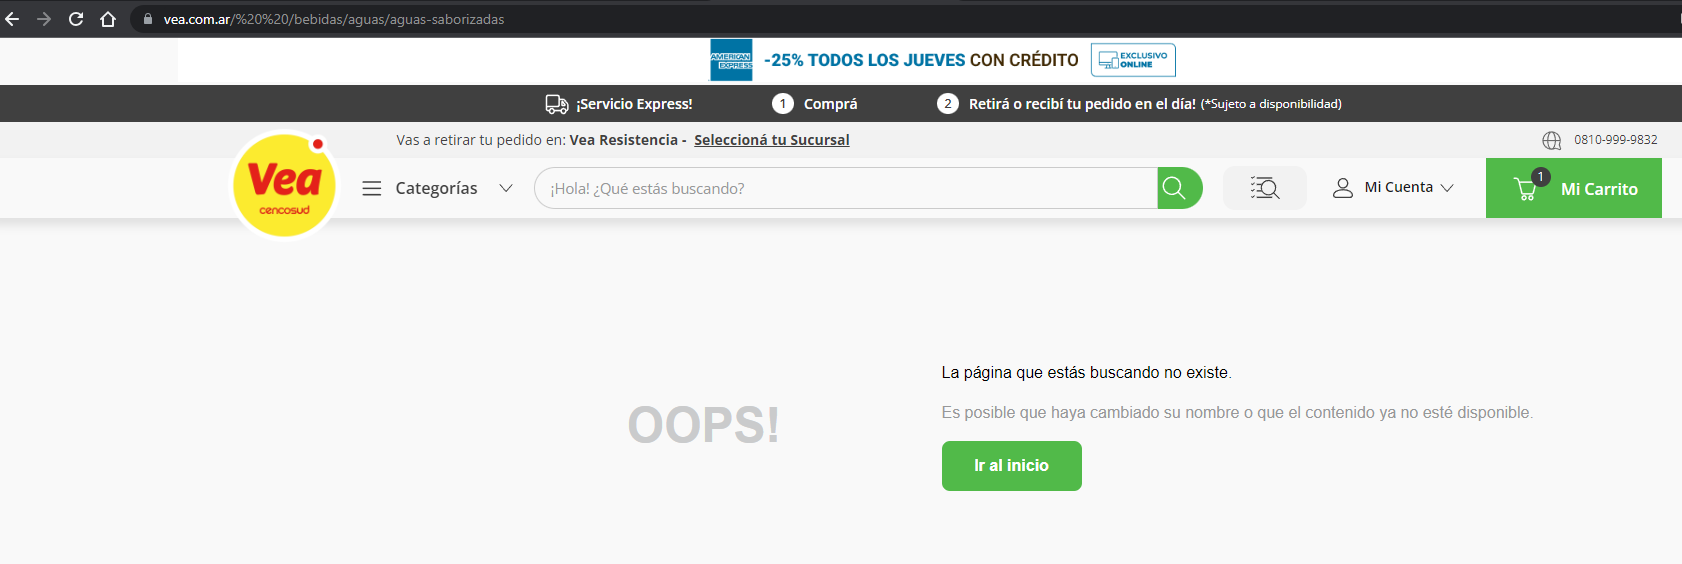 vea.com.ar/%20%20/bebidas/aguas/aguas-saborizadas
AMERICAN EXPRESS -25% TODOS LOS JUEVES CON CRÉDITO EXCLUSIVO ONLINE
¡Servicio Express! 1 Comprá 2 Retirá o recibí tu pedido en el día! (*Sujeto a disponibilidad)
Vas a retirar tu pedido en: Vea Resistencia - Seleccioná tu Sucursal 0810-999-9832
Vea
cencosud
Categorías ¡Hola! ¿Qué estás buscando? Mi Cuenta 1 Mi Carrito
La página que estás buscando no existe.
OOPS!
Es posible que haya cambiado su nombre o que el contenido ya no esté disponible.
Ir al inicio